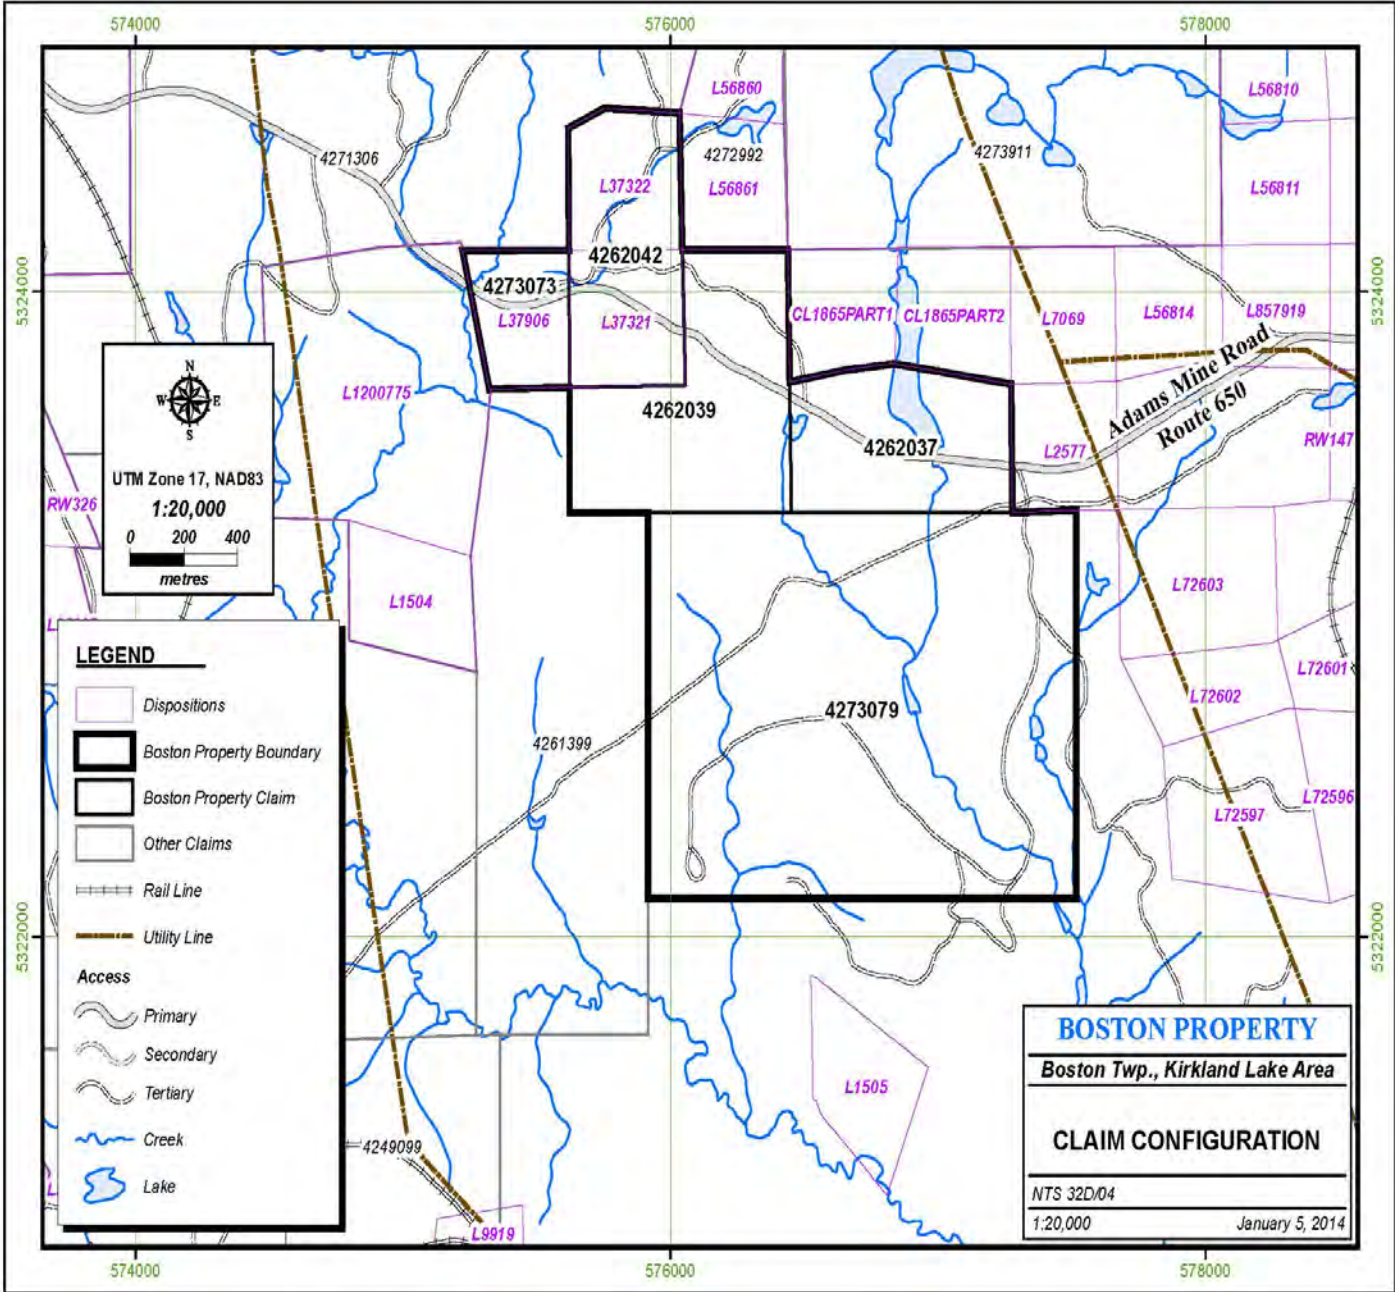 574000
576000
578000
L56860
L56810
4271306
4272992
4273911
L37322
L56861
L56811
4262042
5324000
4273073
5324000
L37906
L37321
CL1865PART1
CL1865PART2
L7069
L56814
L857919
Adams Mine Road
Route 650
N
W
E
S
UTM Zone 17, NAD83
1:20,000
0 200 400
metres
L1200775
4262039
4262037
L2577
RW147
RW326
L1504
L72603
L72601
L72602
4273079
4261399
L72596
L72597
LEGEND
Dispositions
Boston Property Boundary
Boston Property Claim
Other Claims
Rail Line
Utility Line
Access
Primary
Secondary
Tertiary
Creek
Lake
5322000
5322000
L1505
4249099
L9919
BOSTON PROPERTY
Boston Twp., Kirkland Lake Area
CLAIM CONFIGURATION
NTS 32D/04
1:20,000 January 5, 2014
574000
576000
578000